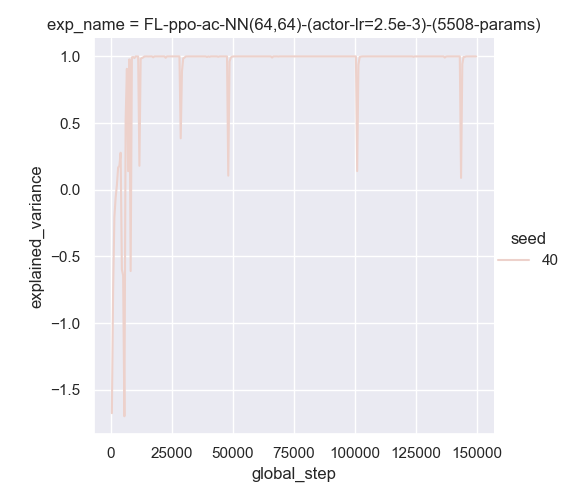 exp_name = FL-ppo-ac-NN(64,64)-(actor-lr=2.5e-3)-(5508-params)
1.0
0.5
0.0
−0.5
−1.0
−1.5
explained_variance
0 25000 50000 75000 100000 125000 150000
global_step
seed
40